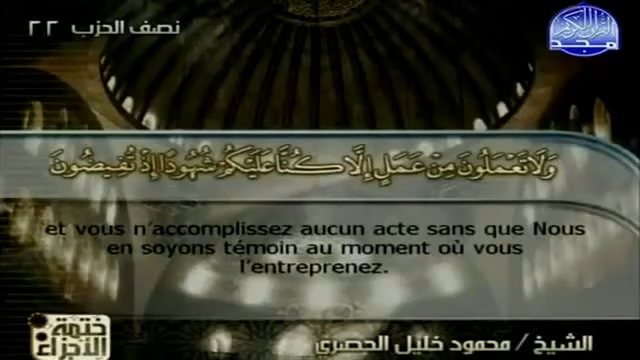 نصف الحزب ٢٢
القرآن الكريم
مجد
وَلَا تَعْمَلُونَ مِنْ عَمَلٍ إِلَّا كُنَّا عَلَيْكُمْ شُهُودًا إِذْ تُفِيضُونَ
et vous n’accomplissez aucun acte sans que Nous
en soyons témoin au moment où vous
l’entreprenez.
ختمة
الأجزاء
الشيخ / محمود خليل الحصري